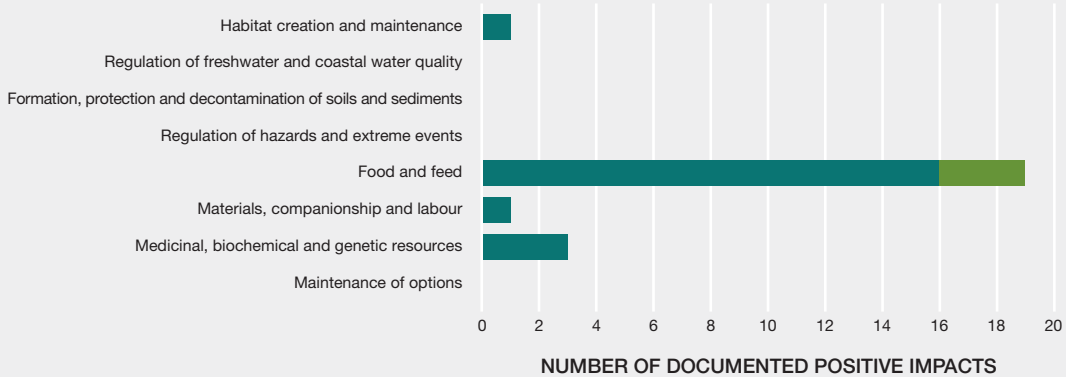 Habitat creation and maintenance
Regulation of freshwater and coastal water quality
Formation, protection and decontamination of soils and sediments
Regulation of hazards and extreme events
Food and feed
Materials, companionship and labour
Medicinal, biochemical and genetic resources
Maintenance of options
0 2 4 6 8 10 12 14 16 18 20
NUMBER OF DOCUMENTED POSITIVE IMPACTS